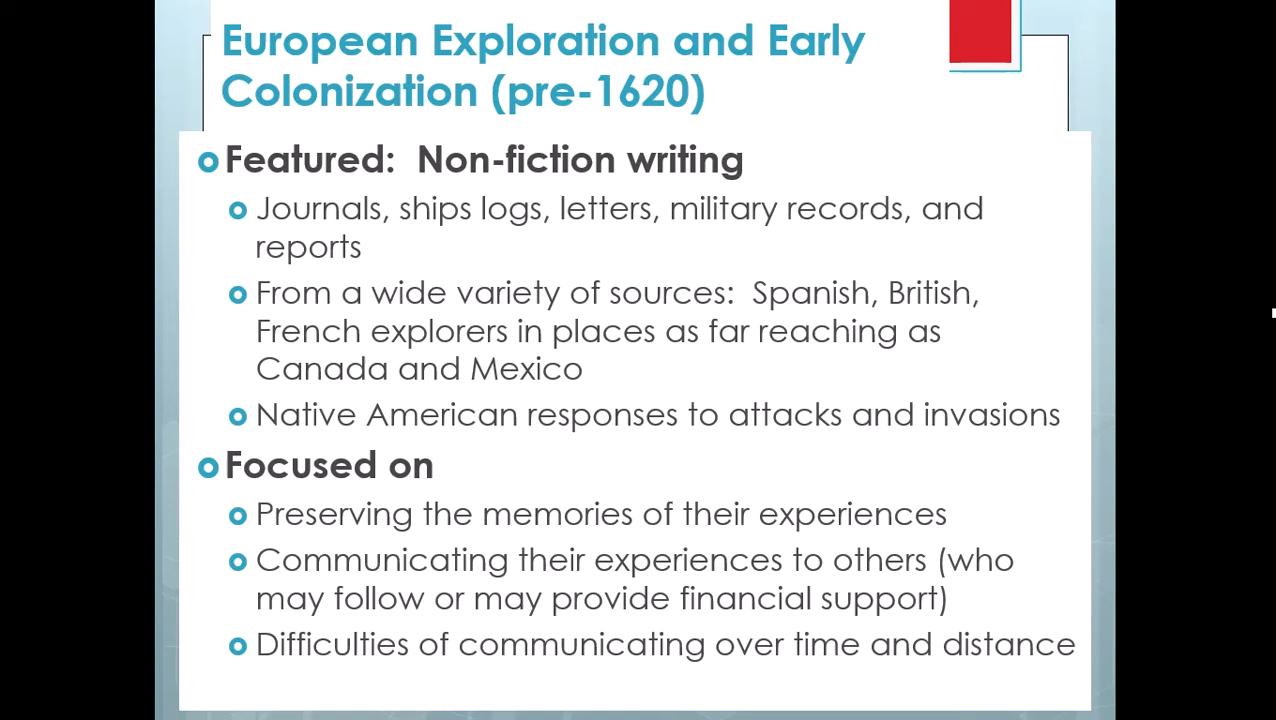 European Exploration and Early
Colonization (pre-1620)
Featured:  Non-fiction writing
Journals, ships logs, letters, military records, and
reports
From a wide variety of sources:  Spanish, British,
French explorers in places as far reaching as
Canada and Mexico
Native American responses to attacks and invasions
Focused on
Preserving the memories of their experiences
Communicating their experiences to others (who
may follow or may provide financial support)
Difficulties of communicating over time and distance